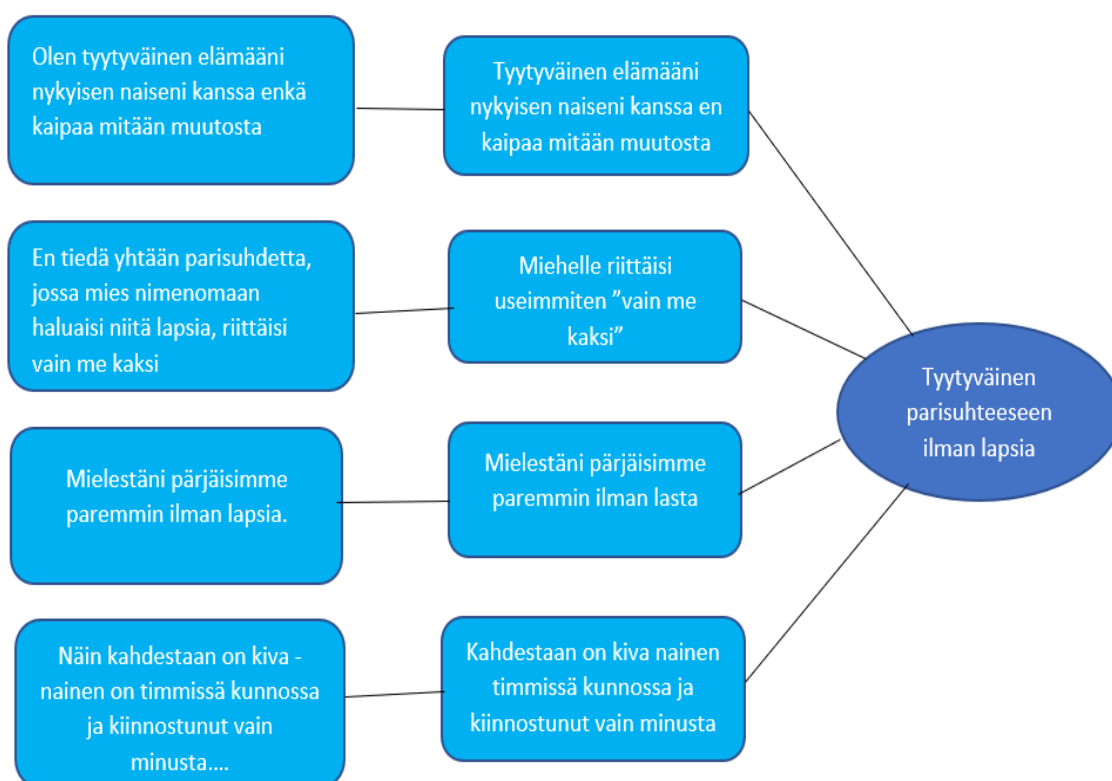 Olen tyytyväinen elämääni
nykyisen naiseni kanssa enkä
kaipaa mitään muutosta
Tyytyväinen elämääni
nykyisen naiseni kanssa en
kaipaa mitään muutosta
En tiedä yhtään parisuhdetta,
jossa mies nimenomaan
haluaisi niitä lapsia, riittäisi
vain me kaksi
Miehelle riittäisi
useimmiten ”vain me
kaksi”
Mielestäni pärjäisimme
paremmin ilman lapsia.
Mielestäni pärjäisimme
paremmin ilman lasta
Näin kahdestaan on kiva -
nainen on timmissä kunnossa
ja kiinnostunut vain
minusta....
Kahdestaan on kiva nainen
timmissä kunnossa ja
kiinnostunut vain minusta
Tyytyväinen
parisuhteeseen
ilman lapsia